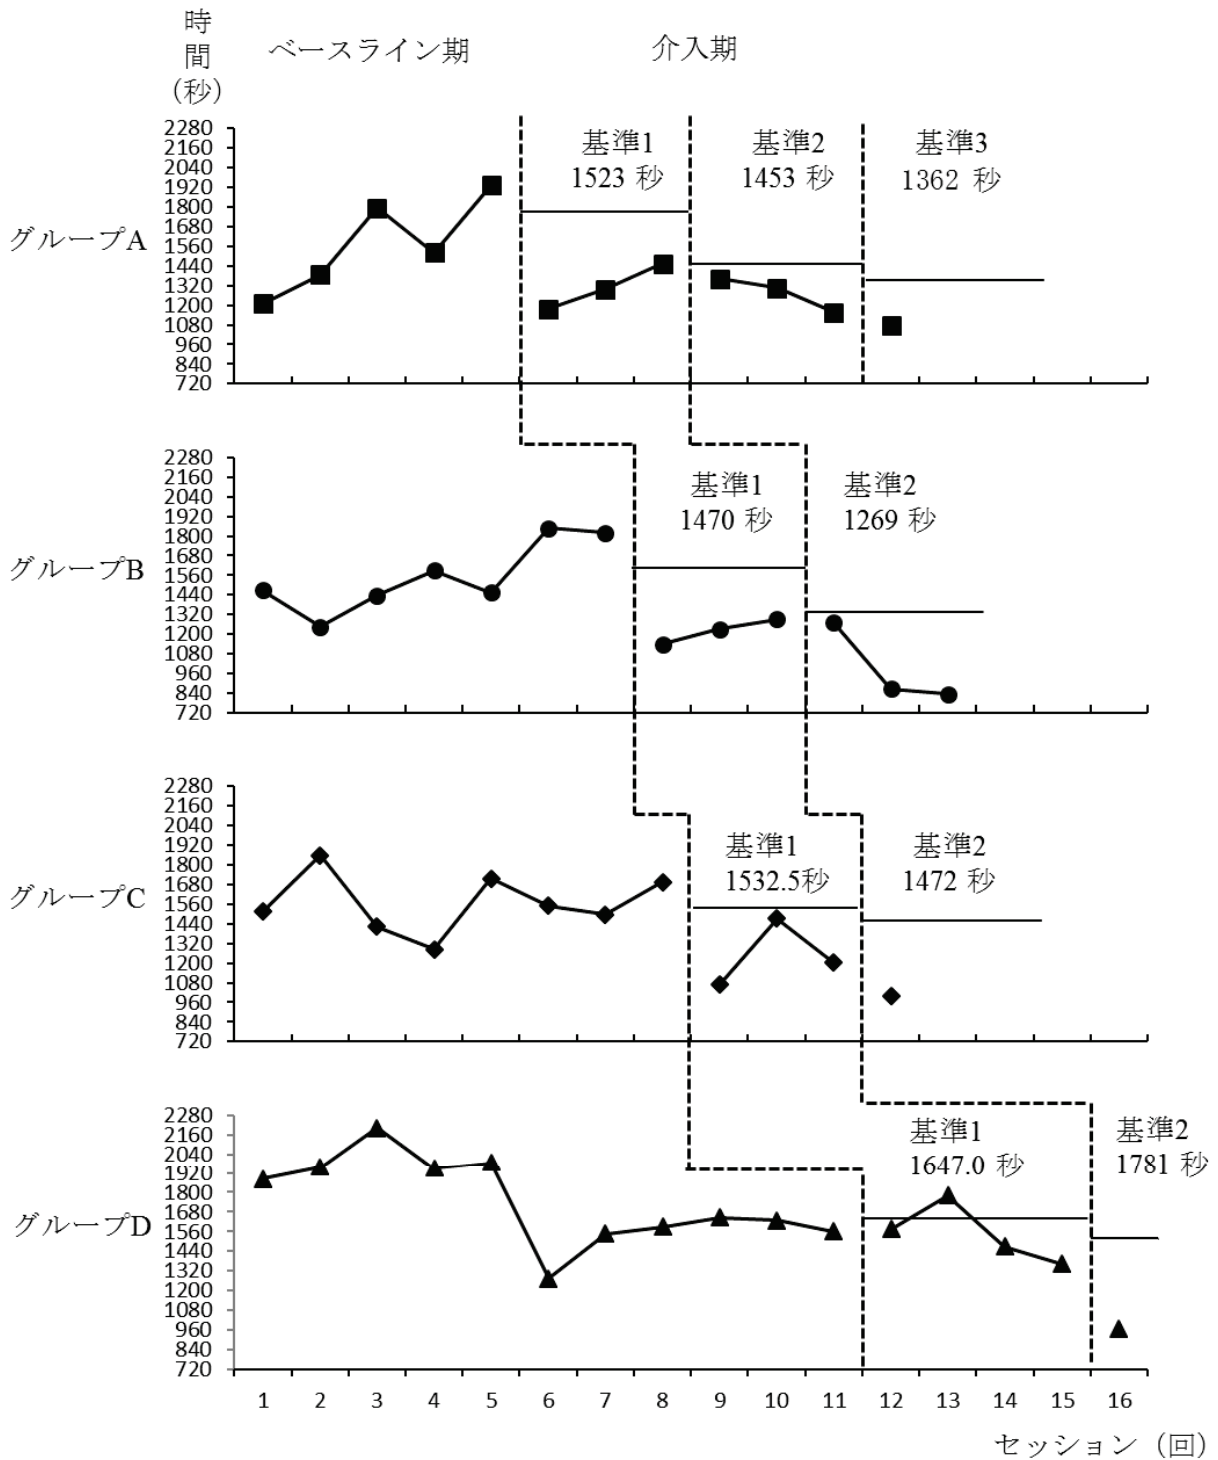 時
間
(秒)
ベースライン期
介入期
グループA
2280
2160
2040
1920
1800
1680
1560
1440
1320
1200
1080
960
840
720
基準1
1523 秒
基準2
1453 秒
基準3
1362 秒
グループB
2280
2160
2040
1920
1800
1680
1560
1440
1320
1200
1080
960
840
720
基準1
1470 秒
基準2
1269 秒
グループC
2280
2160
2040
1920
1800
1680
1560
1440
1320
1200
1080
960
840
720
基準1
1532.5秒
基準2
1472 秒
グループD
2280
2160
2040
1920
1800
1680
1560
1440
1320
1200
1080
960
840
720
基準1
1647.0 秒
基準2
1781 秒
1 2 3 4 5 6 7 8 9 10 11 12 13 14 15 16
セッション（回）